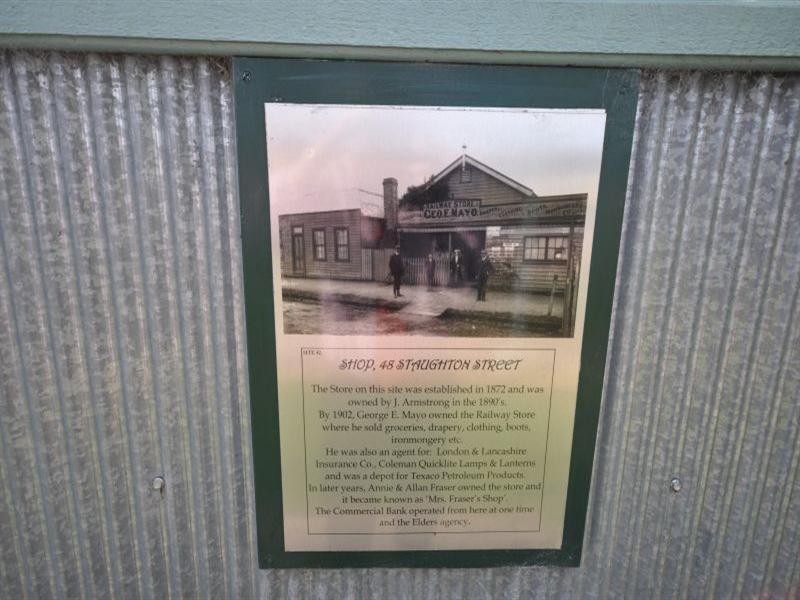 RAILWAY STORE
GEO. E. MAYO.
SITE 42.
SHOP, 48 STAUGHTON STREET
The Store on this site was established in 1872 and was
owned by J. Armstrong in the 1890's.
By 1902, George E. Mayo owned the Railway Store
where he sold groceries, drapery, clothing, boots,
ironmongery etc.
He was also an agent for: London & Lancashire
Insurance Co., Coleman Quicklite Lamps & Lanterns
and was a depot for Texaco Petroleum Products.
In later years, Annie & Allan Fraser owned the store and
it became known as 'Mrs. Fraser's Shop'.
The Commercial Bank operated from here at one time
and the Elders agency.